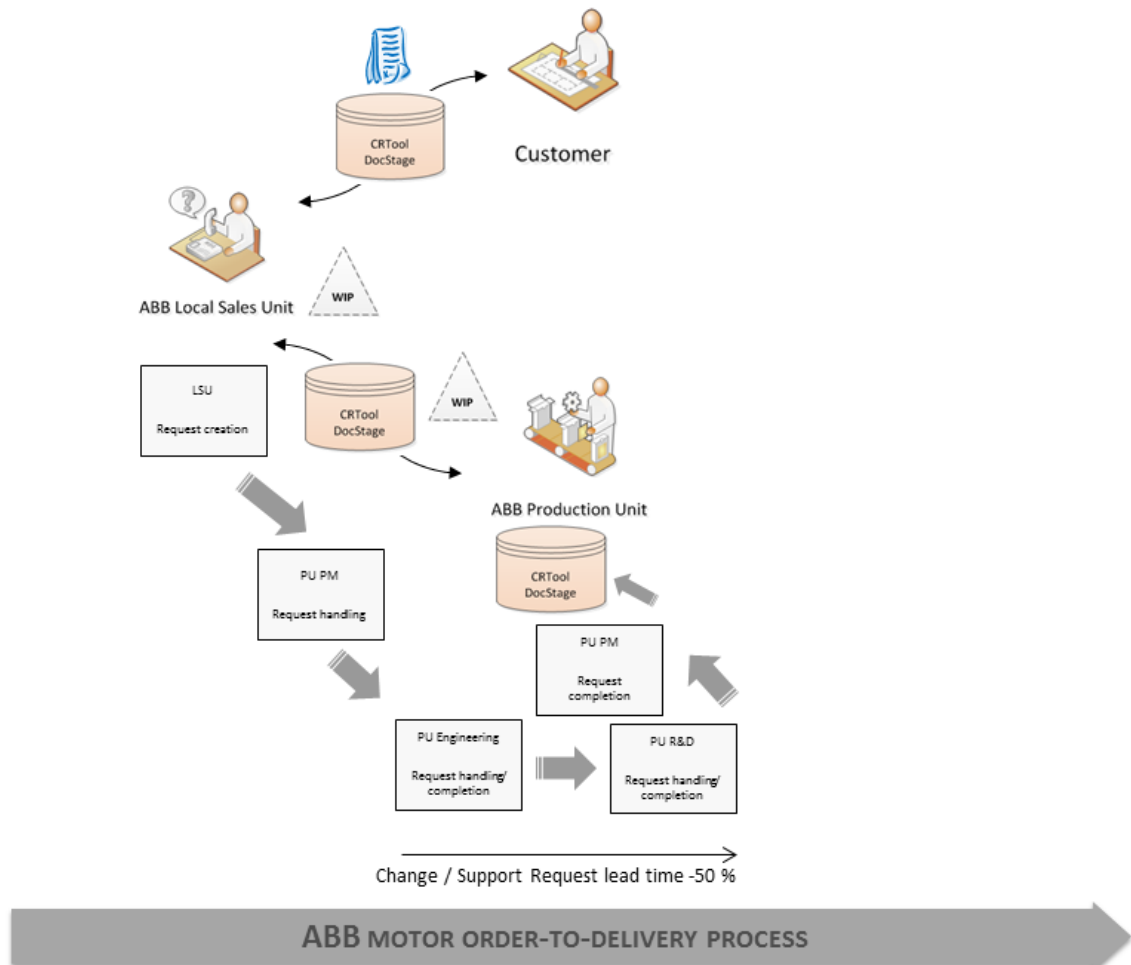 CRTool
DocStage
Customer
ABB Local Sales Unit
WIP
LSU
Request creation
CRTool
DocStage
WIP
ABB Production Unit
PU PM
Request handling
CRTool
DocStage
PU PM
Request
completion
PU Engineering
Request handling/
completion
PU R&D
Request handling/
completion
Change / Support Request lead time -50 %
ABB MOTOR ORDER-TO-DELIVERY PROCESS